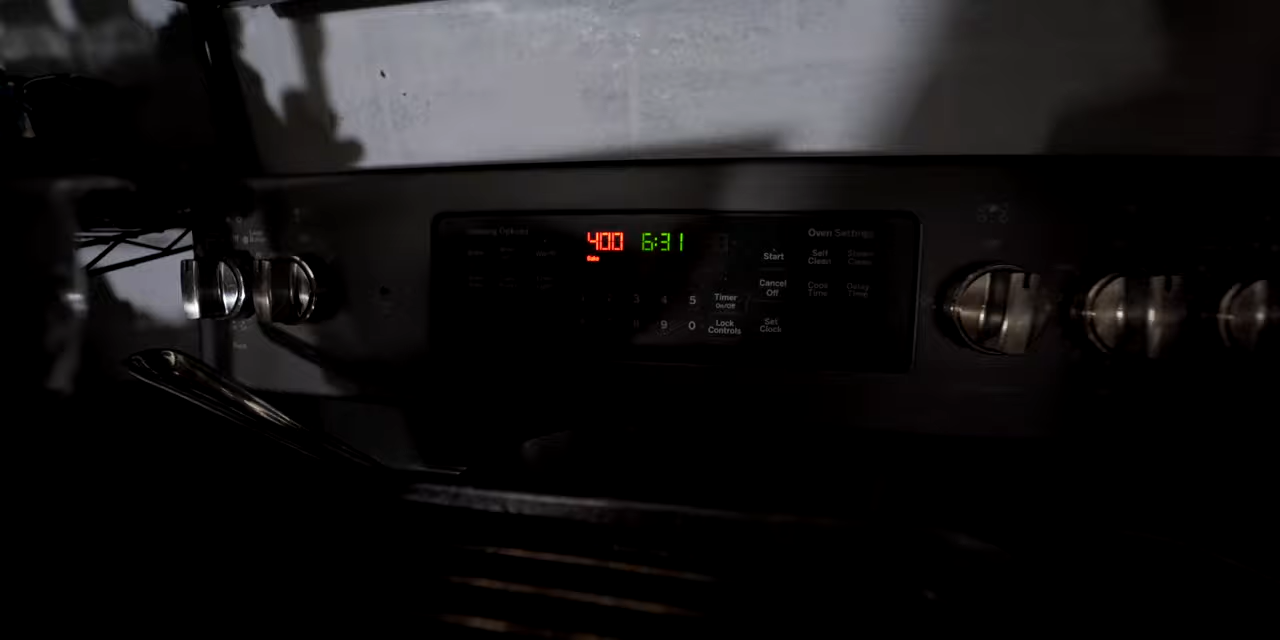 400 6:31
Bake
Oven Settings
Warm
Start
Self
Clean
Steam
Clean
Cancel
Off
Cook
Time
Delay
Time
3 4 5
Timer
On/Off
8 9 0
Lock
Controls
Set
Clock